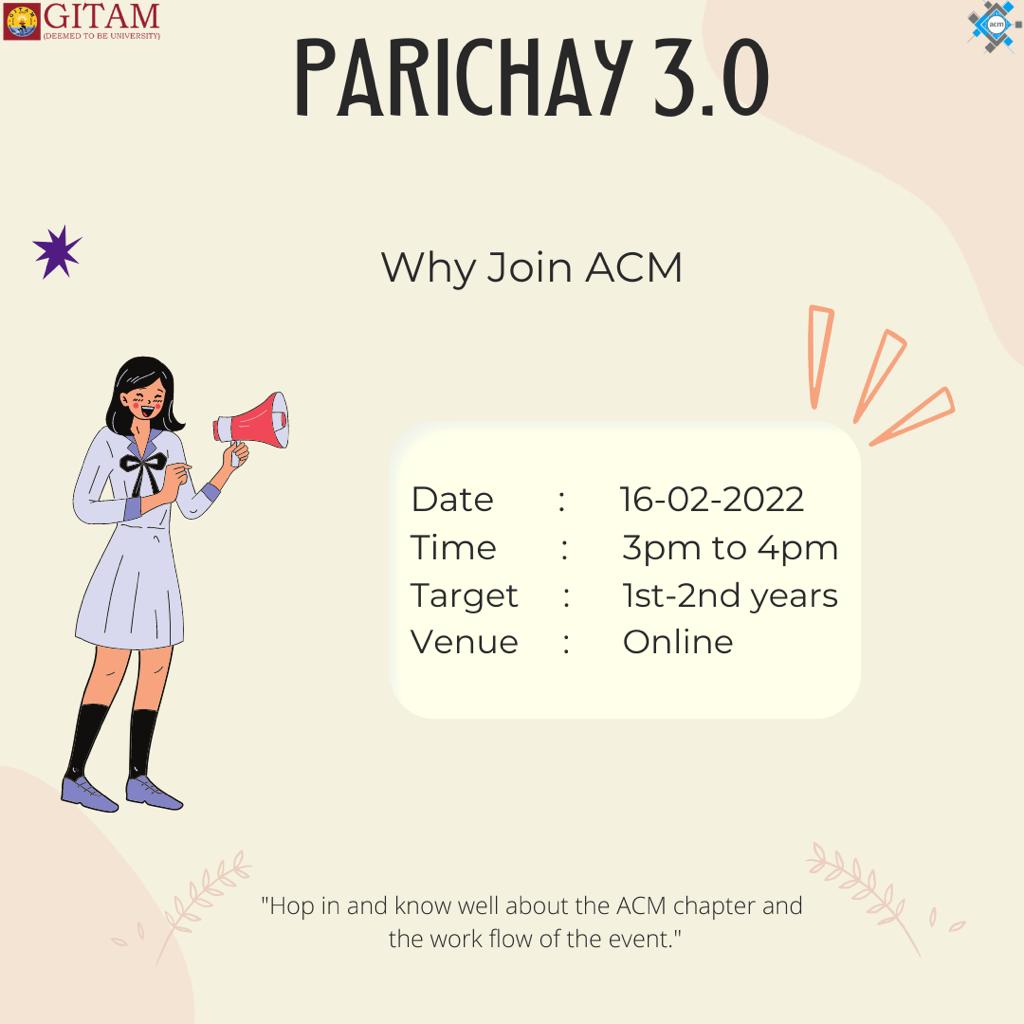 GITAM
(DEEMED TO BE UNIVERSITY)
acm
PARICHAY 3.0
Why Join ACM
Date : 16-02-2022
Time : 3pm to 4pm
Target : 1st-2nd years
Venue : Online
"Hop in and know well about the ACM chapter and
the work flow of the event."